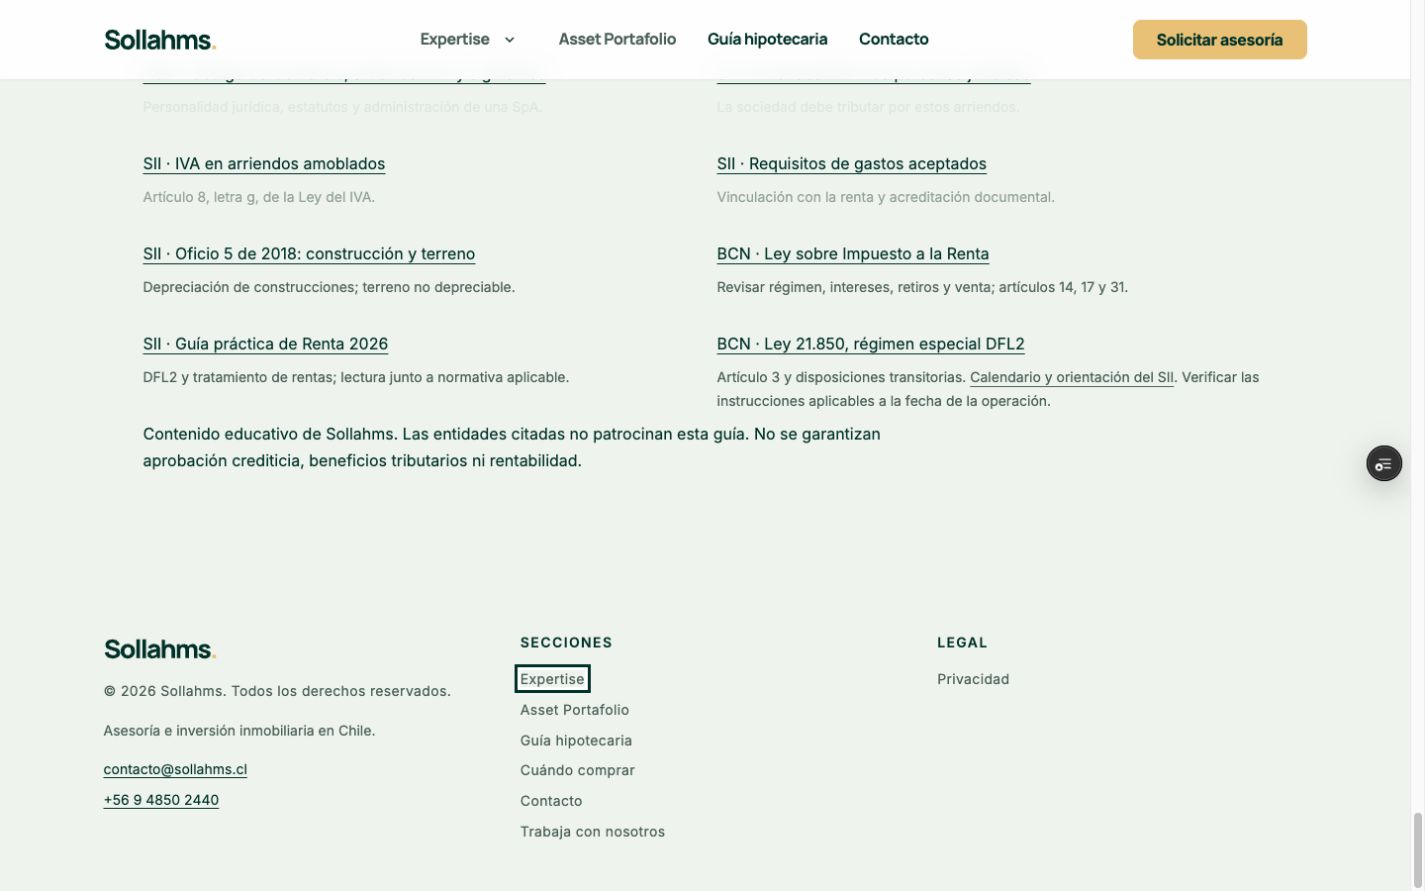 Sollahms.
Expertise
Asset Portafolio
Guía hipotecaria
Contacto
Solicitar asesoría
Personalidad jurídica, estatutos y administración de una SpA.
La sociedad debe tributar por estos arriendos.
SII · IVA en arriendos amoblados
Artículo 8, letra g, de la Ley del IVA.
SII · Requisitos de gastos aceptados
Vinculación con la renta y acreditación documental.
SII · Oficio 5 de 2018: construcción y terreno
Depreciación de construcciones; terreno no depreciable.
BCN · Ley sobre Impuesto a la Renta
Revisar régimen, intereses, retiros y venta; artículos 14, 17 y 31.
SII · Guía práctica de Renta 2026
DFL2 y tratamiento de rentas; lectura junto a normativa aplicable.
BCN · Ley 21.850, régimen especial DFL2
Artículo 3 y disposiciones transitorias. Calendario y orientación del SII. Verificar las
instrucciones aplicables a la fecha de la operación.
Contenido educativo de Sollahms. Las entidades citadas no patrocinan esta guía. No se garantizan
aprobación crediticia, beneficios tributarios ni rentabilidad.
Sollahms.
© 2026 Sollahms. Todos los derechos reservados.
Asesoría e inversión inmobiliaria en Chile.
contacto@sollahms.cl
+56 9 4850 2440
SECCIONES
Expertise
Asset Portafolio
Guía hipotecaria
Cuándo comprar
Contacto
Trabaja con nosotros
LEGAL
Privacidad